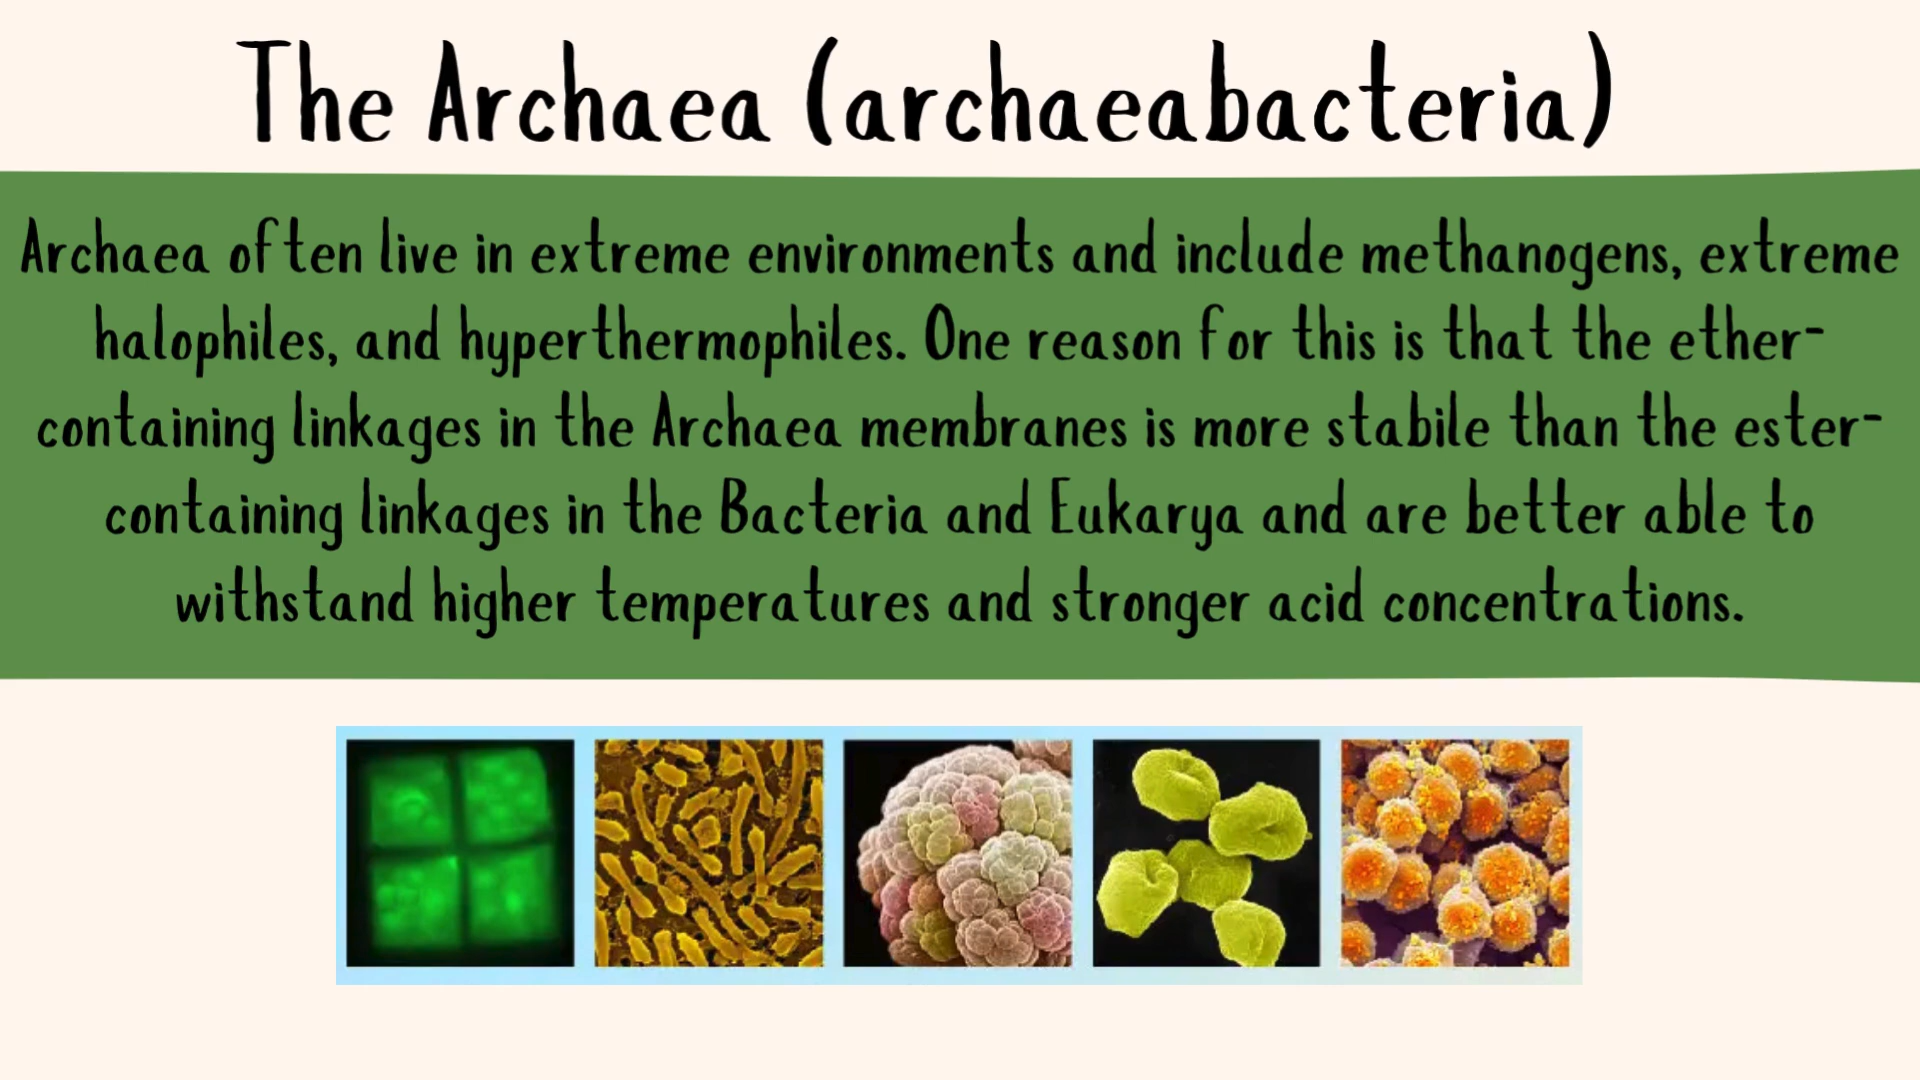 The Archaea (archaeabacteria)
Archaea often live in extreme environments and include methanogens, extreme
halophiles, and hyperthermophiles. One reason for this is that the ether-
containing linkages in the Archaea membranes is more stabile than the ester-
containing linkages in the Bacteria and Eukarya and are better able to
withstand higher temperatures and stronger acid concentrations.